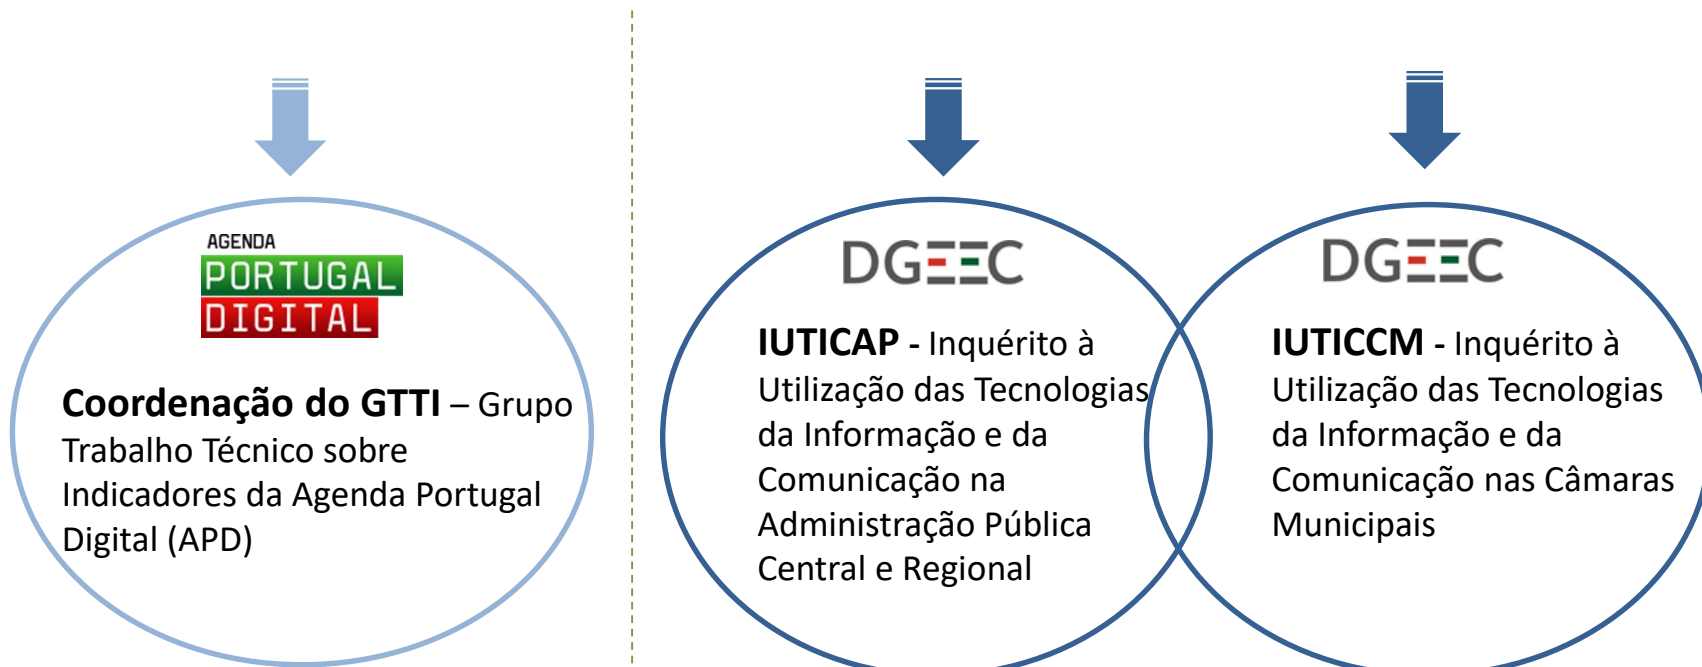 AGENDA
PORTUGAL
DIGITAL
Coordenação do GTTI – Grupo
Trabalho Técnico sobre
Indicadores da Agenda Portugal
Digital (APD)
DGEEC
IUTICAP - Inquérito à
Utilização das Tecnologias
da Informação e da
Comunicação na
Administração Pública
Central e Regional
DGEEC
IUTICCM - Inquérito à
Utilização das Tecnologias
da Informação e da
Comunicação nas Câmaras
Municipais